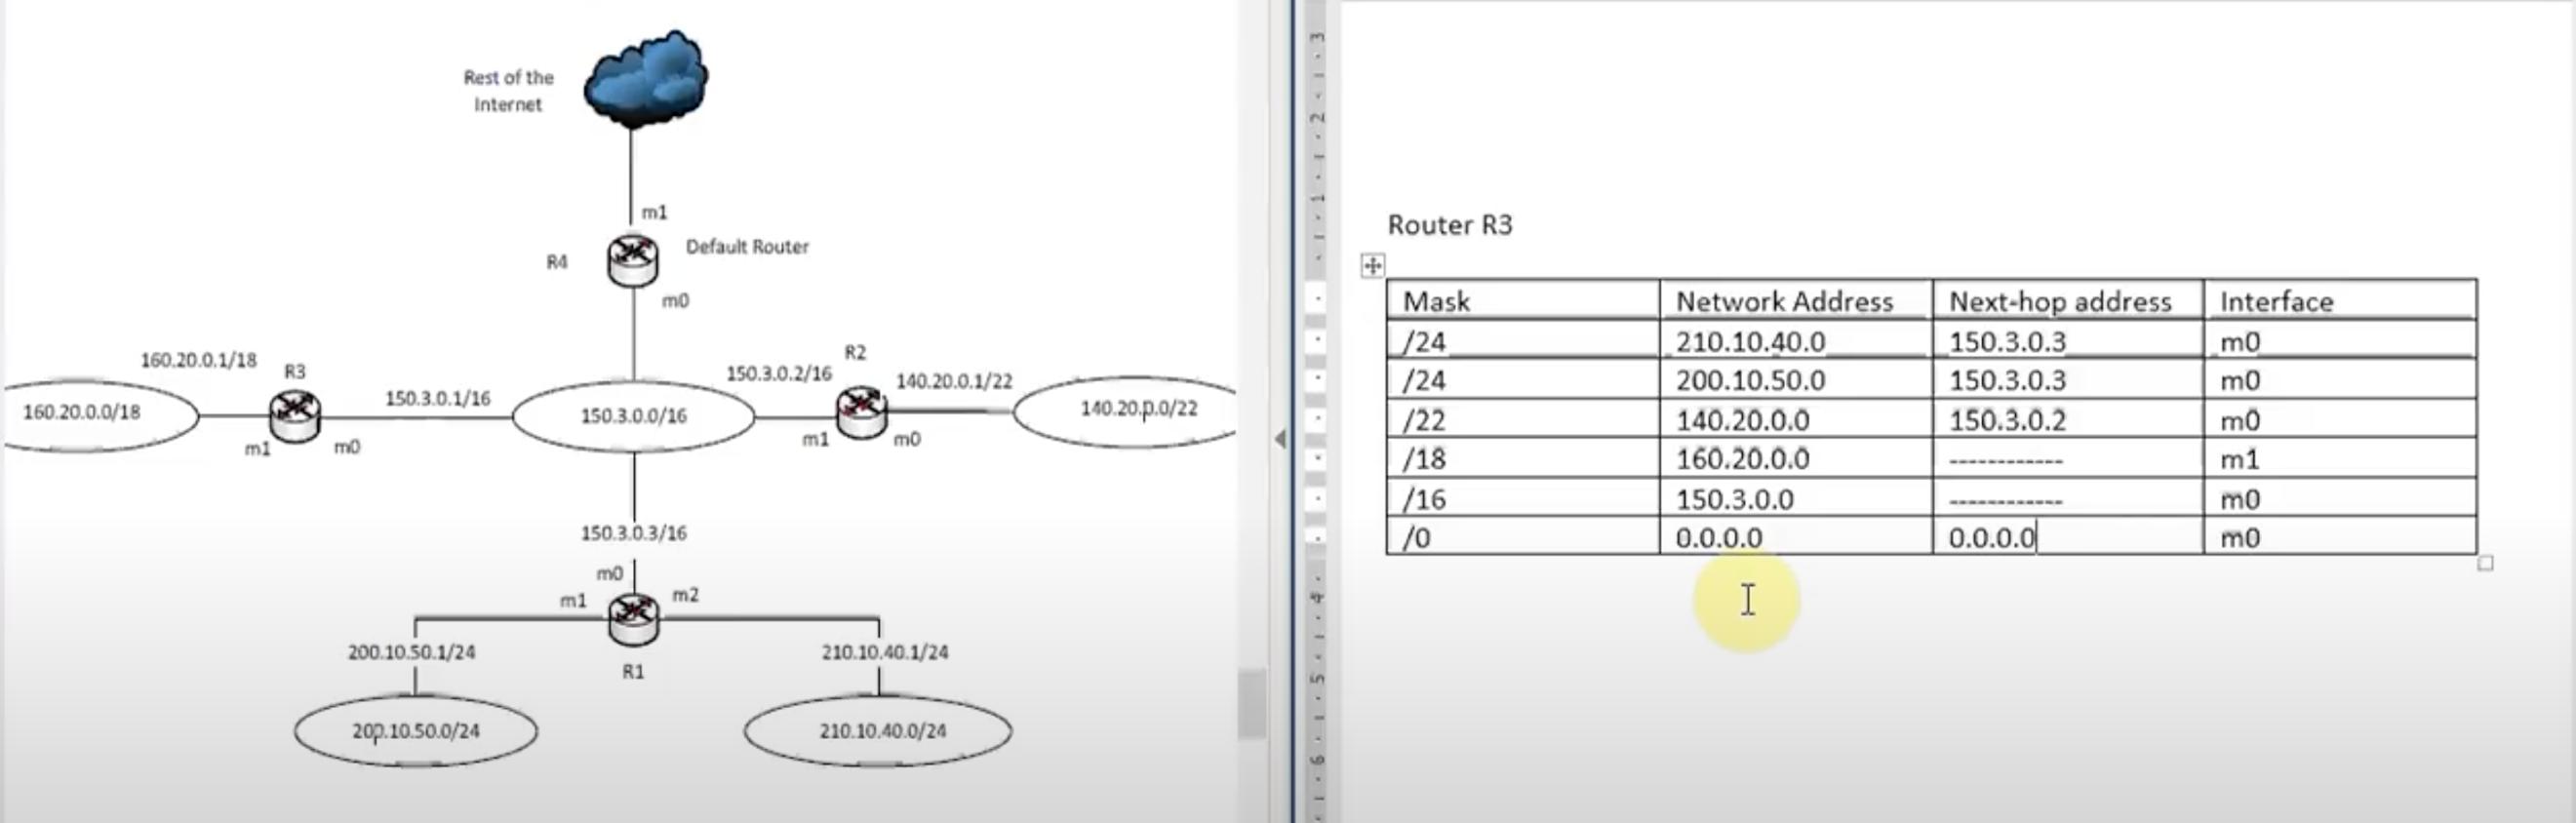 Rest of the
Internet
m1
R4
Default Router
m0
160.20.0.1/18
R3
150.3.0.1/16
160.20.0.0/18
m1
m0
150.3.0.0/16
150.3.0.2/16
R2
140.20.0.1/22
140.20.0.0/22
m1
m0
150.3.0.3/16
m0
m1
m2
200.10.50.1/24
210.10.40.1/24
R1
200.10.50.0/24
210.10.40.0/24
3
2
1
1
4
5
6
Router R3
Mask Network Address Next-hop address Interface
/24 210.10.40.0 150.3.0.3 m0
/24 200.10.50.0 150.3.0.3 m0
/22 140.20.0.0 150.3.0.2 m0
/18 160.20.0.0 ------------ m1
/16 150.3.0.0 ------------ m0
/0 0.0.0.0 0.0.0.0 m0